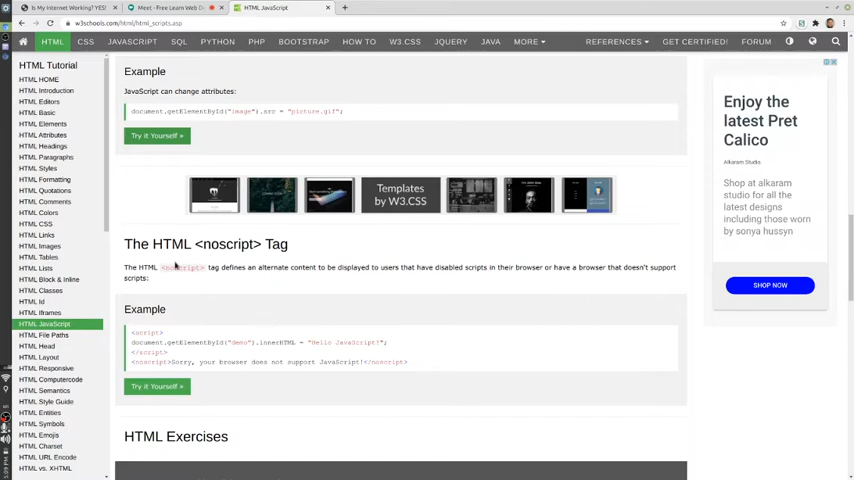 Is My Internet Working? YES!
Meet - Free Learn Web De
HTML JavaScript
w3schools.com/html/html_scripts.asp
HTML CSS JAVASCRIPT SQL PYTHON PHP BOOTSTRAP HOW TO W3.CSS JQUERY JAVA MORE REFERENCES GET CERTIFIED! FORUM
HTML Tutorial
HTML HOME
HTML Introduction
HTML Editors
HTML Basic
HTML Elements
HTML Attributes
HTML Headings
HTML Paragraphs
HTML Styles
HTML Formatting
HTML Quotations
HTML Comments
HTML Colors
HTML CSS
HTML Links
HTML Images
HTML Tables
HTML Lists
HTML Block & Inline
HTML Classes
HTML Id
HTML Iframes
HTML JavaScript
HTML File Paths
HTML Head
HTML Layout
HTML Responsive
HTML Computercode
HTML Semantics
HTML Style Guide
HTML Entities
HTML Symbols
HTML Emojis
HTML Charset
HTML URL Encode
HTML vs. XHTML
Example
JavaScript can change attributes:
document.getElementById("image").src = "picture.gif";
Try it Yourself »
Templates
by W3.CSS
The HTML <noscript> Tag
The HTML <noscript> tag defines an alternate content to be displayed to users that have disabled scripts in their browser or have a browser that doesn't support
scripts:
Example
<script>
document.getElementById("demo").innerHTML = "Hello JavaScript!";
</script>
<noscript>Sorry, your browser does not support JavaScript!</noscript>
Try it Yourself »
HTML Exercises
Enjoy the
latest Pret
Calico
Alkaram Studio
Shop at alkaram
studio for all the
latest designs
including those worn
by sonya hussyn
SHOP NOW
5:09 PM